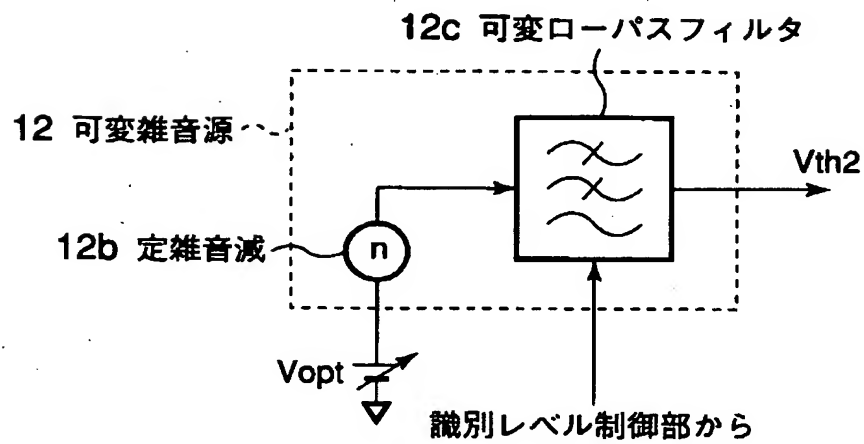 12c 可変ローパスフィルタ
12 可変雑音源
Vth2
12b 定雑音減
n
Vopt
識別レベル制御部から